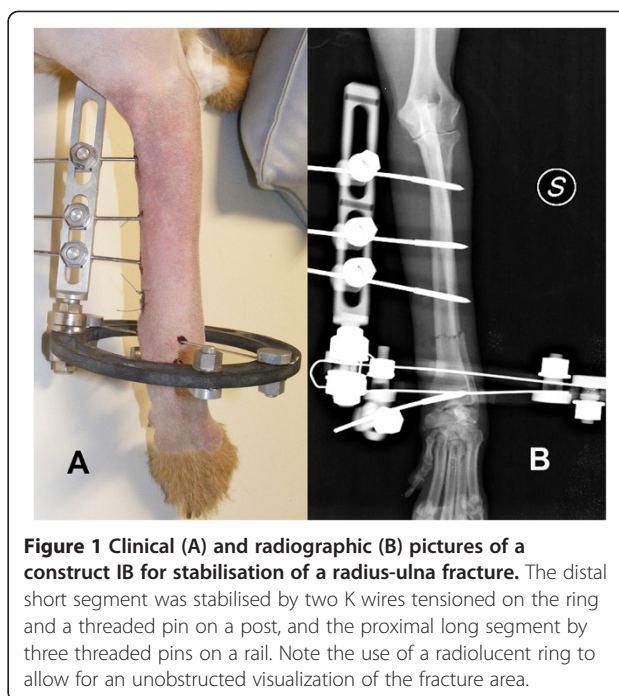 S
A
B
Figure 1 Clinical (A) and radiographic (B) pictures of a
construct IB for stabilisation of a radius-ulna fracture. The distal
short segment was stabilised by two K wires tensioned on the ring
and a threaded pin on a post, and the proximal long segment by
three threaded pins on a rail. Note the use of a radiolucent ring to
allow for an unobstructed visualization of the fracture area.